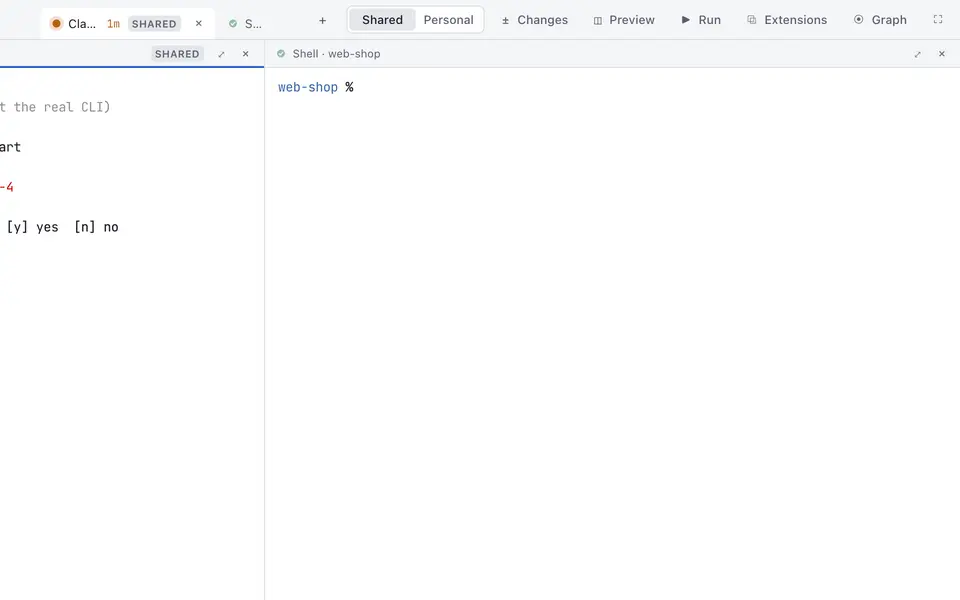 Cla... 1m SHARED × S... + Shared Personal ± Changes Preview Run Extensions Graph
SHARED ×
Shell · web-shop ×
t the real CLI)
art
-4
[y] yes [n] no
web-shop %